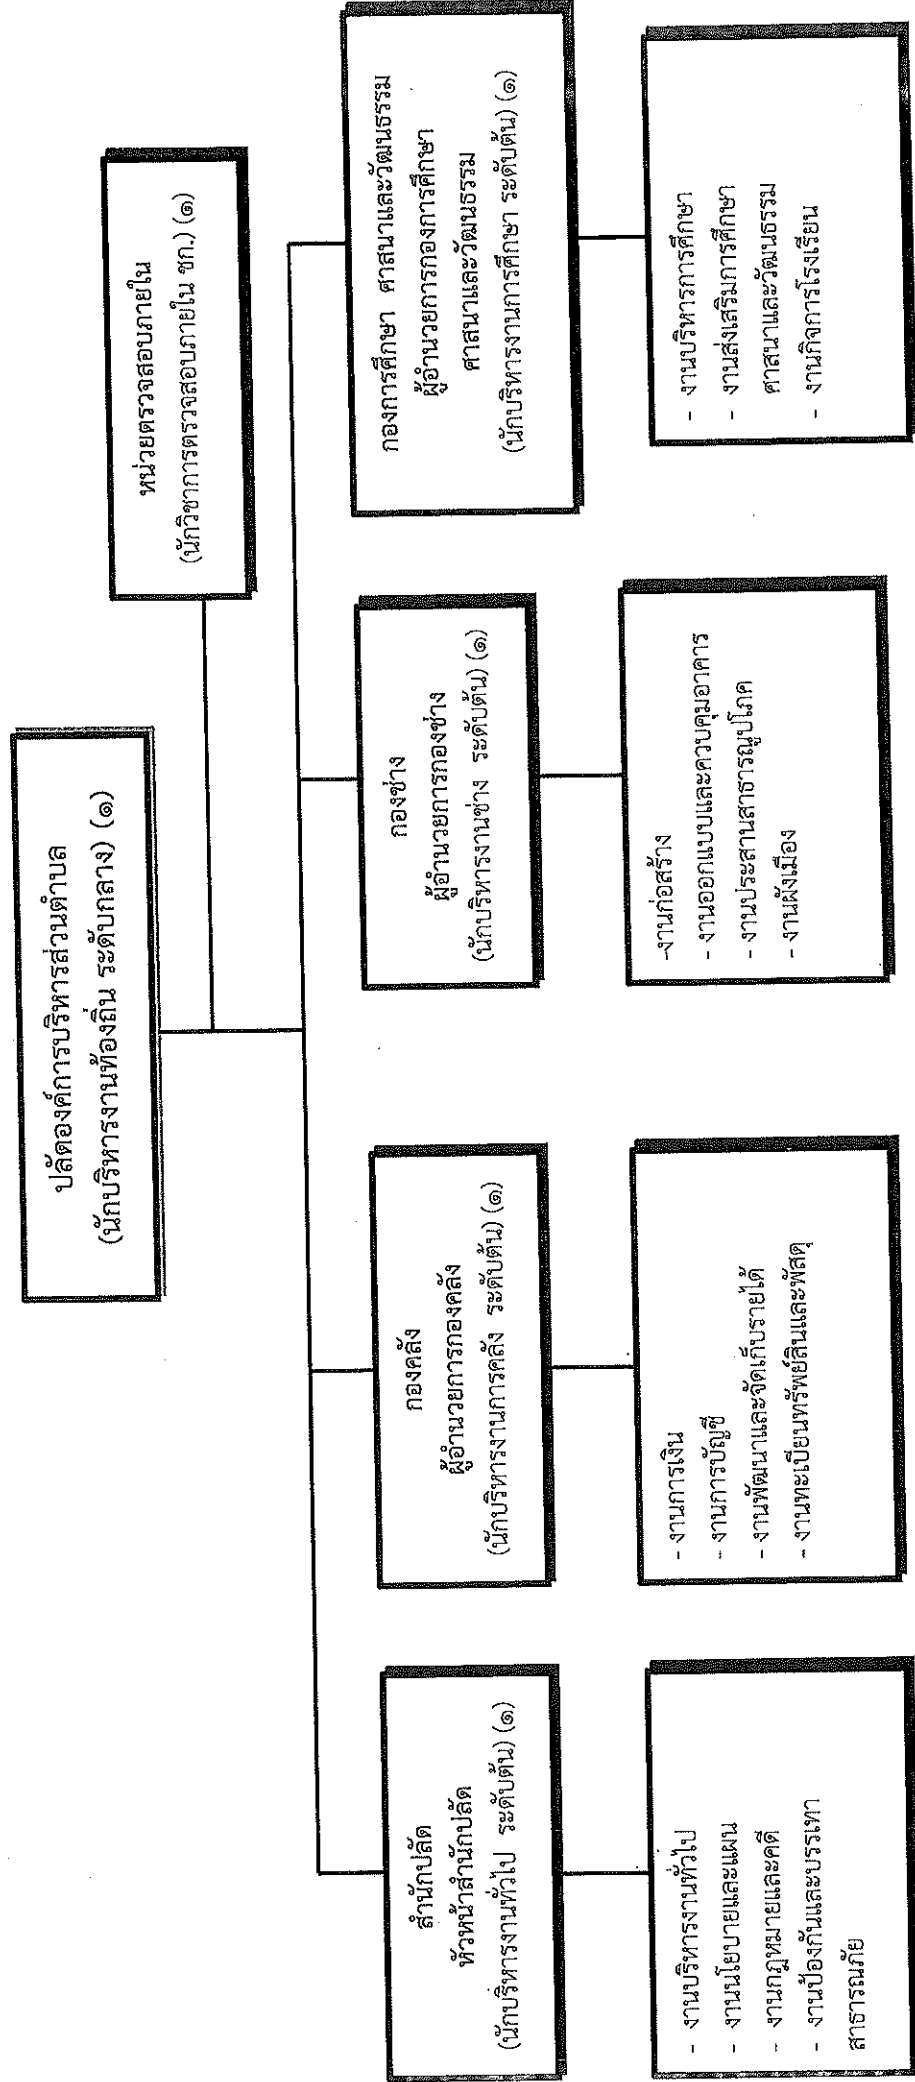 ปลัดองค์การบริหารส่วนตำบล
(นักบริหารงานท้องถิ่น ระดับกลาง) (๑)
หน่วยตรวจสอบภายใน
(นักวิชาการตรวจสอบภายใน ชก.) (๑)
สำนักปลัด
หัวหน้าสำนักปลัด
(นักบริหารงานทั่วไป ระดับต้น) (๑)
กองคลัง
ผู้อำนวยการกองคลัง
(นักบริหารงานการคลัง ระดับต้น) (๑)
กองช่าง
ผู้อำนวยการกองช่าง
(นักบริหารงานช่าง ระดับต้น) (๑)
กองการศึกษา ศาสนาและวัฒนธรรม
ผู้อำนวยการกองการศึกษา
ศาสนาและวัฒนธรรม
(นักบริหารงานการศึกษา ระดับต้น) (๑)
- งานบริหารงานทั่วไป
- งานนโยบายและแผน
- งานกฎหมายและคดี
- งานป้องกันและบรรเทา
สาธารณภัย
- งานการเงิน
- งานการบัญชี
- งานพัฒนาและจัดเก็บรายได้
- งานทะเบียนทรัพย์สินและพัสดุ
-งานก่อสร้าง
- งานออกแบบและควบคุมอาคาร
- งานประสานสาธารณูปโภค
- งานผังเมือง
- งานบริหารการศึกษา
- งานส่งเสริมการศึกษา
ศาสนาและวัฒนธรรม
- งานกิจการโรงเรียน